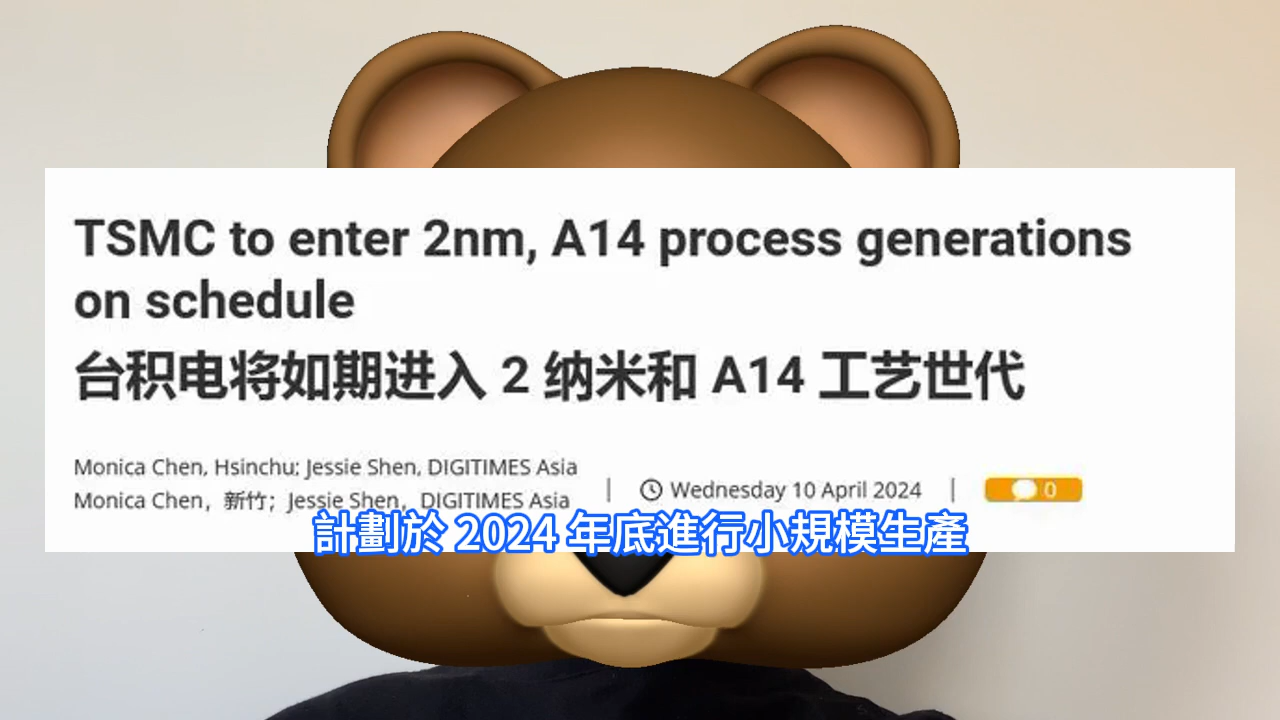 TSMC to enter 2nm, A14 process generations
on schedule
台积电将如期进入 2 纳米和 A14 工艺世代
Monica Chen, Hsinchu; Jessie Shen, DIGITIMES Asia
Monica Chen，新竹；Jessie Shen，DIGITIMES Asia
Wednesday 10 April 2024
0
計劃於 2024 年底進行小規模生產